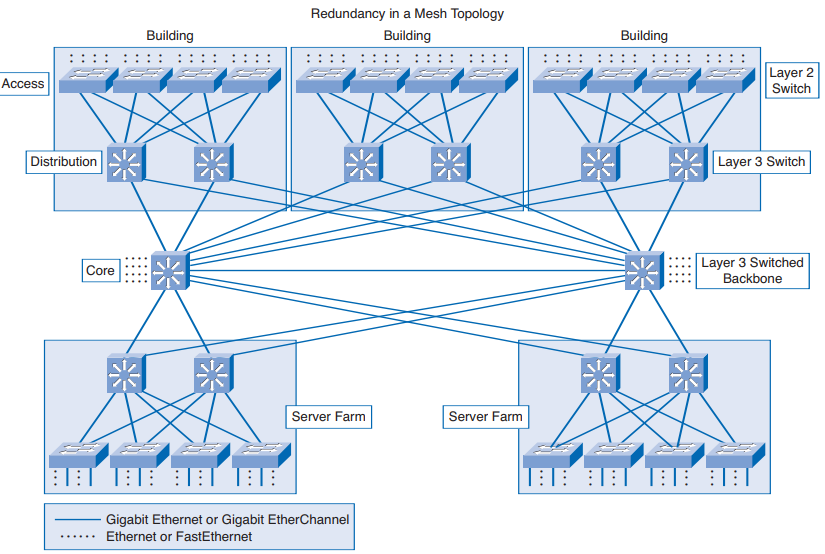 Redundancy in a Mesh Topology
Building
Building
Building
Access
Layer 2
Switch
Distribution
Layer 3 Switch
Core
Layer 3 Switched
Backbone
Server Farm
Server Farm
Gigabit Ethernet or Gigabit EtherChannel
Ethernet or FastEthernet